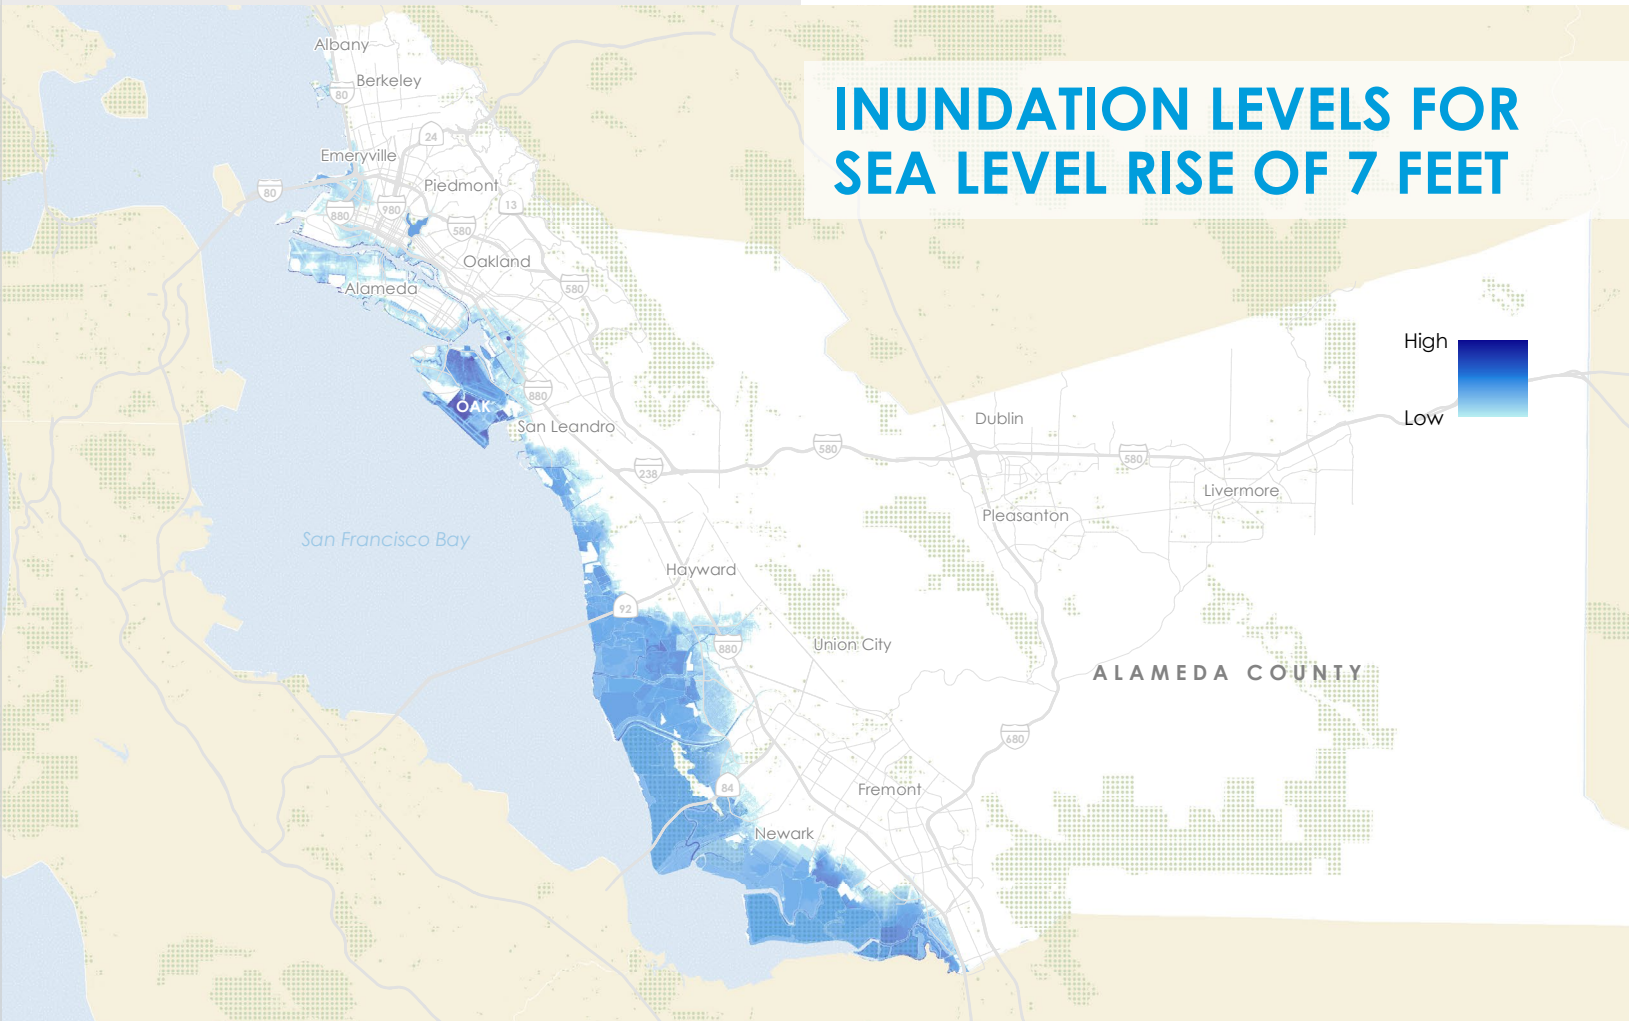 INUNDATION LEVELS FOR
SEA LEVEL RISE OF 7 FEET
High
Low
Albany
Berkeley
80
24
Emeryville
Piedmont
80
880
980
13
580
Oakland
Alameda
580
OAK
880
San Leandro
Dublin
580
580
238
Livermore
Pleasanton
San Francisco Bay
Hayward
92
880
Union City
ALAMEDA COUNTY
680
84
Fremont
Newark